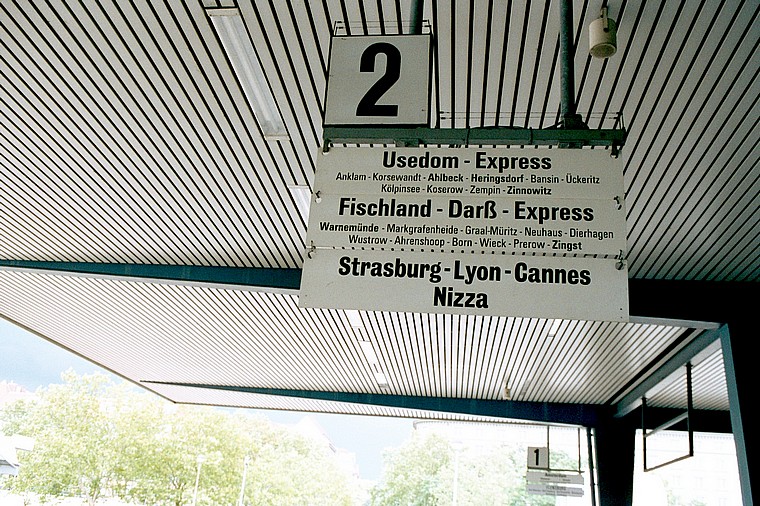 2
Usedom - Express
Anklam - Korsewandt - Ahlbeck - Heringsdorf - Bansin - Ückeritz
Kölpinsee - Koserow - Zempin - Zinnowitz
Fischland - Darß - Express
Warnemünde - Markgrafenheide - Graal-Müritz - Neuhaus - Dierhagen
Wustrow - Ahrenshoop - Born - Wieck - Prerow - Zingst
Strasburg - Lyon - Cannes
Nizza
1